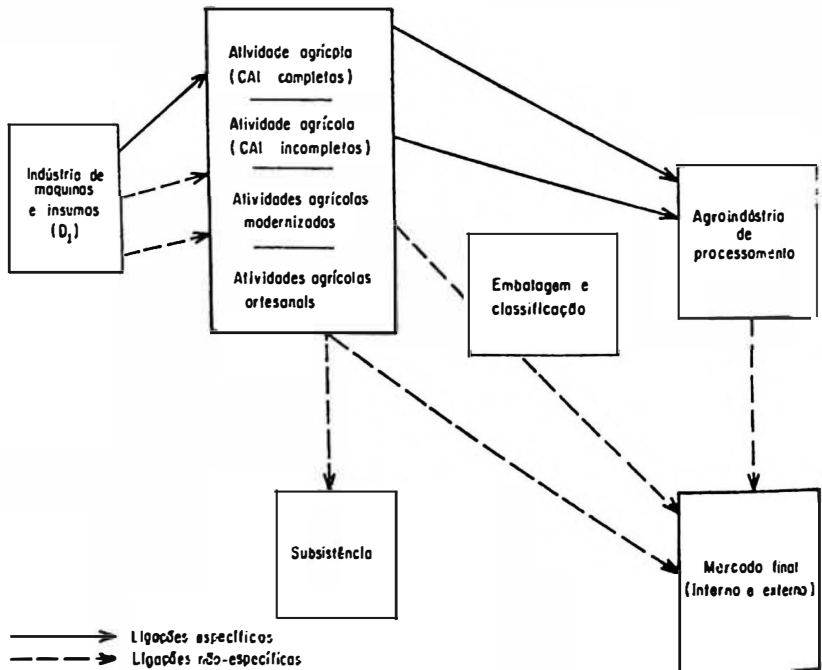 Indústria de
máquinas
e insumos
(D₁)
Atividade agrícola
(CAI completos)
Atividade agrícola
(CAI incompletos)
Atividades agrícolas
modernizados
Atividades agrícolas
artesanais
Embalagem e
classificação
Agroindústria
de
processamento
Subsistência
Mercado final
(Interno e externo)
Ligações específicas
Ligações não-específicas